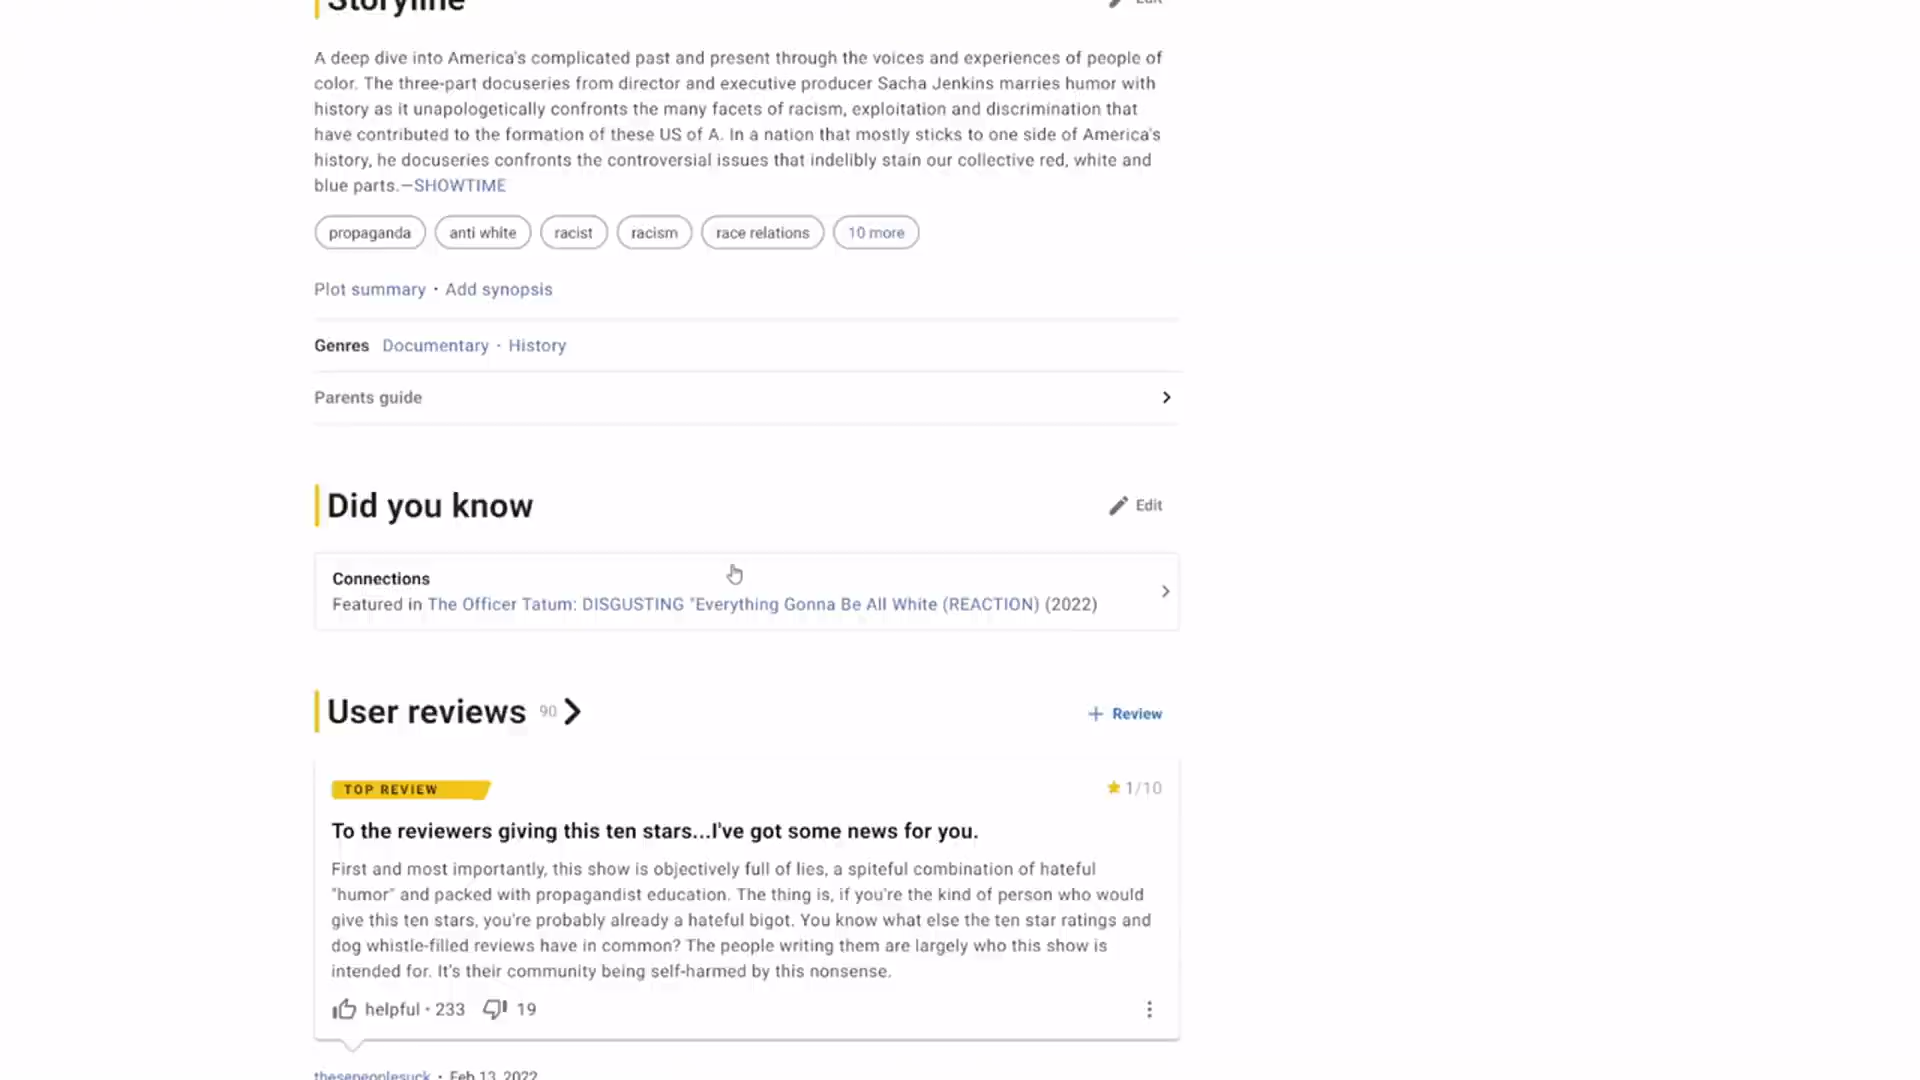 Storyline
Edit
A deep dive into America's complicated past and present through the voices and experiences of people of
color. The three-part docuseries from director and executive producer Sacha Jenkins marries humor with
history as it unapologetically confronts the many facets of racism, exploitation and discrimination that
have contributed to the formation of these US of A. In a nation that mostly sticks to one side of America's
history, he docuseries confronts the controversial issues that indelibly stain our collective red, white and
blue parts.—SHOWTIME
propaganda anti white racist racism race relations 10 more
Plot summary · Add synopsis
Genres Documentary · History
Parents guide
Did you know
Edit
Connections
Featured in The Officer Tatum: DISGUSTING "Everything Gonna Be All White (REACTION) (2022)
User reviews 90
+ Review
TOP REVIEW
1/10
To the reviewers giving this ten stars...I've got some news for you.
First and most importantly, this show is objectively full of lies, a spiteful combination of hateful
"humor" and packed with propagandist education. The thing is, if you're the kind of person who would
give this ten stars, you're probably already a hateful bigot. You know what else the ten star ratings and
dog whistle-filled reviews have in common? The people writing them are largely who this show is
intended for. It's their community being self-harmed by this nonsense.
helpful · 233 19
thesepeoplesuck · Feb 13, 2022